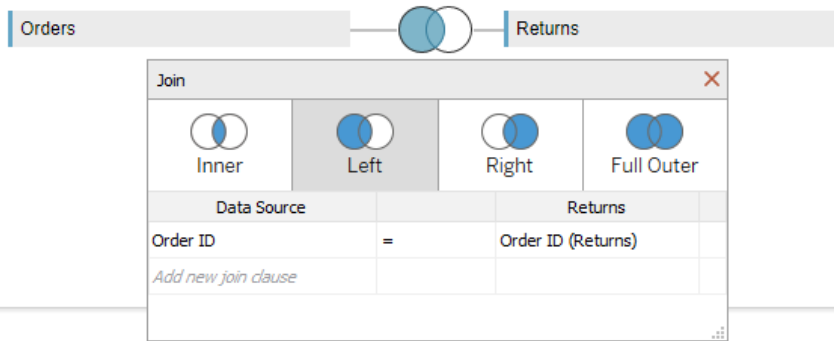 Orders Returns
Join
Inner Left Right Full Outer
Data Source Returns
Order ID = Order ID (Returns)
Add new join clause